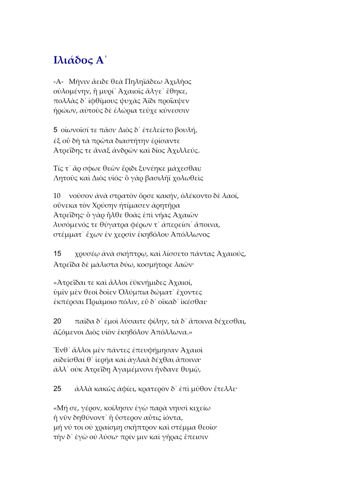 Ιλιάδος Α΄
«Α- Μῆνιν ἄειδε θεὰ Πηληϊάδεω Ἀχιλῆος
οὐλομένην, ἣ μυρί᾽ Ἀχαιοῖς ἄλγε᾽ ἔθηκε,
πολλὰς δ᾽ ἰφθίμους ψυχὰς Ἄϊδι προΐαψεν
ἡρώων, αὐτοὺς δὲ ἑλώρια τεῦχε κύνεσσιν
5 οἰωνοῖσί τε πᾶσι· Διὸς δ᾽ ἐτελείετο βουλή,
ἐξ οὗ δὴ τὰ πρῶτα διαστήτην ἐρίσαντε
Ἀτρεΐδης τε ἄναξ ἀνδρῶν καὶ δῖος Ἀχιλλεύς.
Τίς τ᾽ ἄρ σφωε θεῶν ἔριδι ξυνέηκε μάχεσθαι;
Λητοῦς καὶ Διὸς υἱός· ὃ γὰρ βασιλῆϊ χολωθεὶς
10 νοῦσον ἀνὰ στρατὸν ὄρσε κακήν, ὀλέκοντο δὲ λαοί,
οὕνεκα τὸν Χρύσην ἠτίμασεν ἀρητῆρα
Ἀτρεΐδης· ὃ γὰρ ἦλθε θοὰς ἐπὶ νῆας Ἀχαιῶν
λυσόμενός τε θύγατρα φέρων τ᾽ ἀπερείσι᾽ ἄποινα,
στέμματ᾽ ἔχων ἐν χερσὶν ἑκηβόλου Ἀπόλλωνος
15 χρυσέῳ ἀνὰ σκήπτρῳ, καὶ λίσσετο πάντας Ἀχαιούς,
Ἀτρεΐδα δὲ μάλιστα δύω, κοσμήτορε λαῶν·
«Ἀτρεΐδαι τε καὶ ἄλλοι ἐϋκνήμιδες Ἀχαιοί,
ὑμῖν μὲν θεοὶ δοῖεν Ὀλύμπια δώματ᾽ ἔχοντες
ἐκπέρσαι Πριάμοιο πόλιν, εὖ δ᾽ οἴκαδ᾽ ἱκέσθαι·
20 παῖδα δ᾽ ἐμοὶ λύσαιτε φίλην, τὰ δ᾽ ἄποινα δέχεσθαι,
ἁζόμενοι Διὸς υἱὸν ἑκηβόλον Ἀπόλλωνα.»
Ἔνθ᾽ ἄλλοι μὲν πάντες ἐπευφήμησαν Ἀχαιοὶ
αἰδεῖσθαί θ᾽ ἱερῆα καὶ ἀγλαὰ δέχθαι ἄποινα·
ἀλλ᾽ οὐκ Ἀτρεΐδῃ Ἀγαμέμνονι ἥνδανε θυμῷ,
25 ἀλλὰ κακῶς ἀφίει, κρατερὸν δ᾽ ἐπὶ μῦθον ἔτελλε·
«Μή σε, γέρον, κοίλῃσιν ἐγὼ παρὰ νηυσὶ κιχείω
ἢ νῦν δηθύνοντ᾽ ἢ ὕστερον αὖτις ἰόντα,
μή νύ τοι οὐ χραίσμῃ σκῆπτρον καὶ στέμμα θεοῖο·
τὴν δ᾽ ἐγὼ οὐ λύσω· πρίν μιν καὶ γῆρας ἔπεισιν